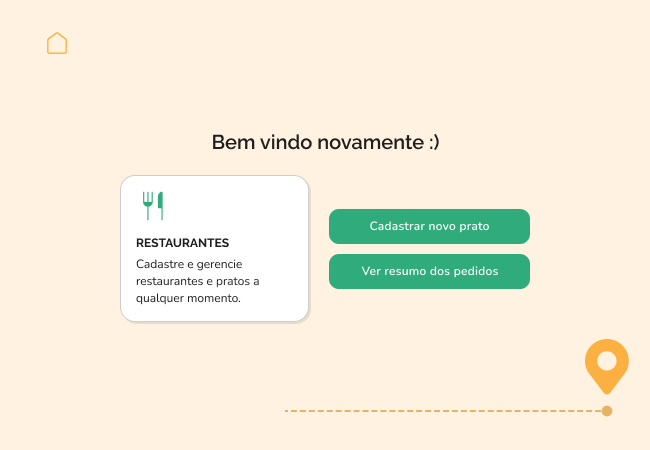 Bem vindo novamente :)
RESTAURANTES
Cadastre e gerencie
restaurantes e pratos a
qualquer momento.
Cadastrar novo prato
Ver resumo dos pedidos